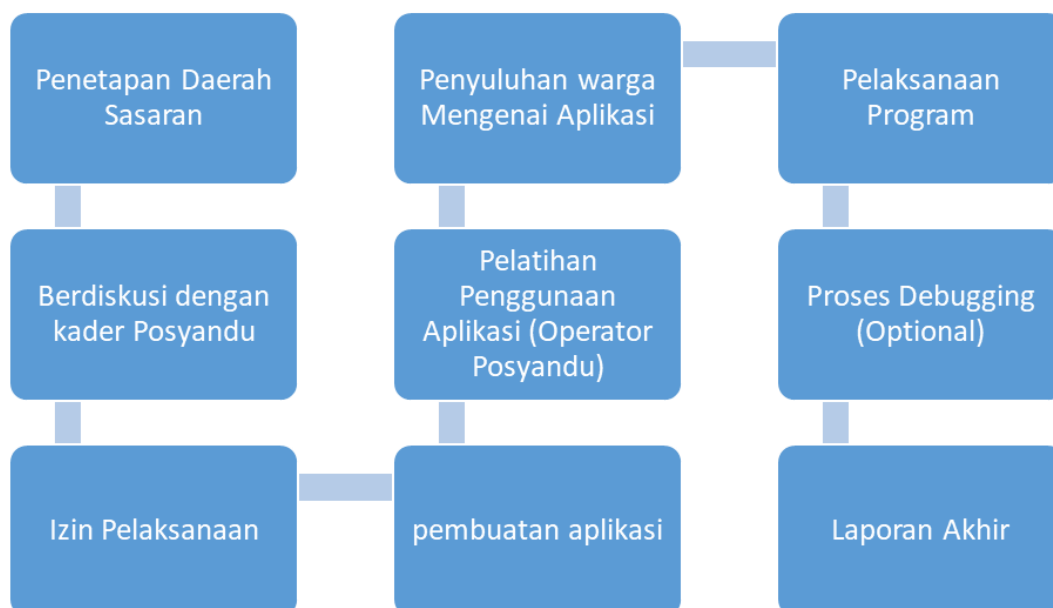 Penetapan Daerah
Sasaran
Berdiskusi dengan
kader Posyandu
Izin Pelaksanaan
pembuatan aplikasi
Pelatihan
Penggunaan
Aplikasi (Operator
Posyandu)
Penyuluhan warga
Mengenai Aplikasi
Pelaksanaan
Program
Proses Debugging
(Optional)
Laporan Akhir